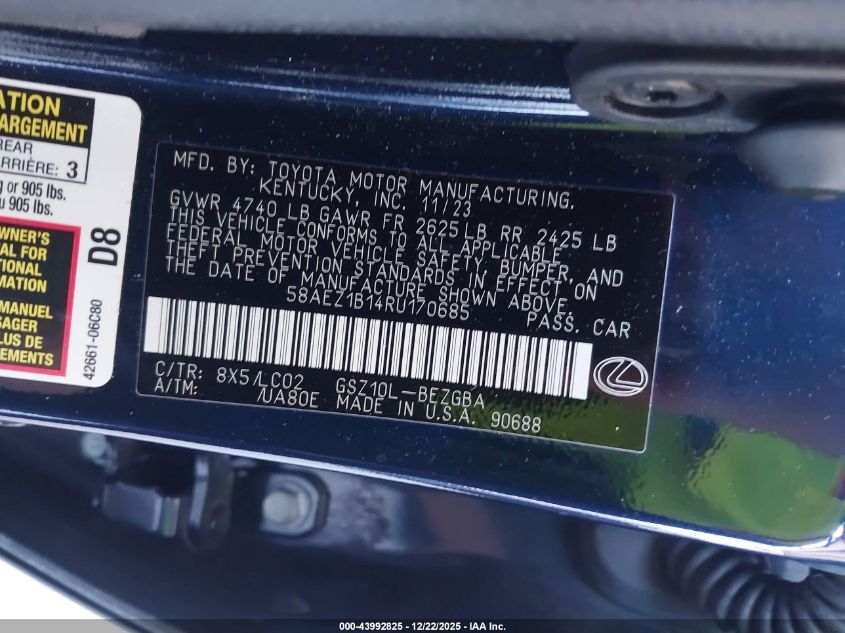 ATION
ARGEMENT
REAR
ARRIÈRE: 3
g or 905 lbs.
u 905 lbs.
OWNER'S
AL FOR
TIONAL
MATION
MANUEL
SAGER
LUS DE
EMENTS
D8
42661-06C80
MFD. BY: TOYOTA MOTOR MANUFACTURING,
KENTUCKY, INC. 11/23
GVWR 4740 LB GAWR FR 2625 LB RR 2425 LB
THIS VEHICLE CONFORMS TO ALL APPLICABLE
FEDERAL MOTOR VEHICLE SAFETY, BUMPER, AND
THEFT PREVENTION STANDARDS IN EFFECT ON
THE DATE OF MANUFACTURE SHOWN ABOVE.
58AEZ1B14RU170685
PASS. CAR
C/TR: 8X5/LC02 GSZ10L-BEZGBA
A/TM: /UA80E MADE IN U.S.A. 90688
000-43992825 - 12/22/2025 - IAA Inc.